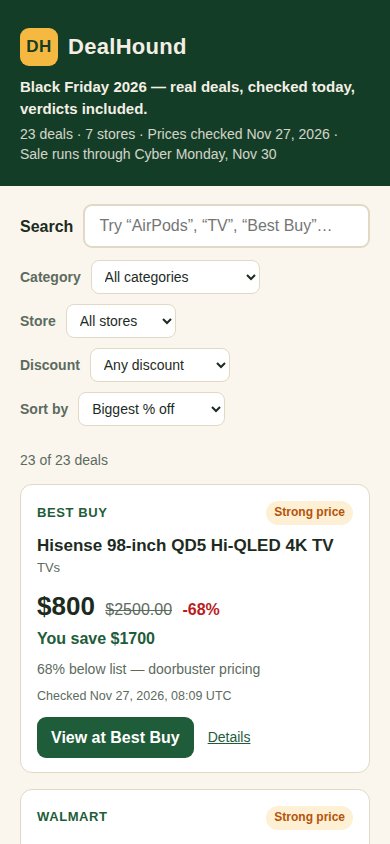 DH DealHound
Black Friday 2026 — real deals, checked today,
verdicts included.
23 deals · 7 stores · Prices checked Nov 27, 2026 ·
Sale runs through Cyber Monday, Nov 30
Search Try “AirPods”, “TV”, “Best Buy”…
Category All categories
Store All stores
Discount Any discount
Sort by Biggest % off
23 of 23 deals
BEST BUY Strong price
Hisense 98-inch QD5 Hi-QLED 4K TV
TVs
$800 $2500.00 -68%
You save $1700
68% below list — doorbuster pricing
Checked Nov 27, 2026, 08:09 UTC
View at Best Buy Details
WALMART Strong price